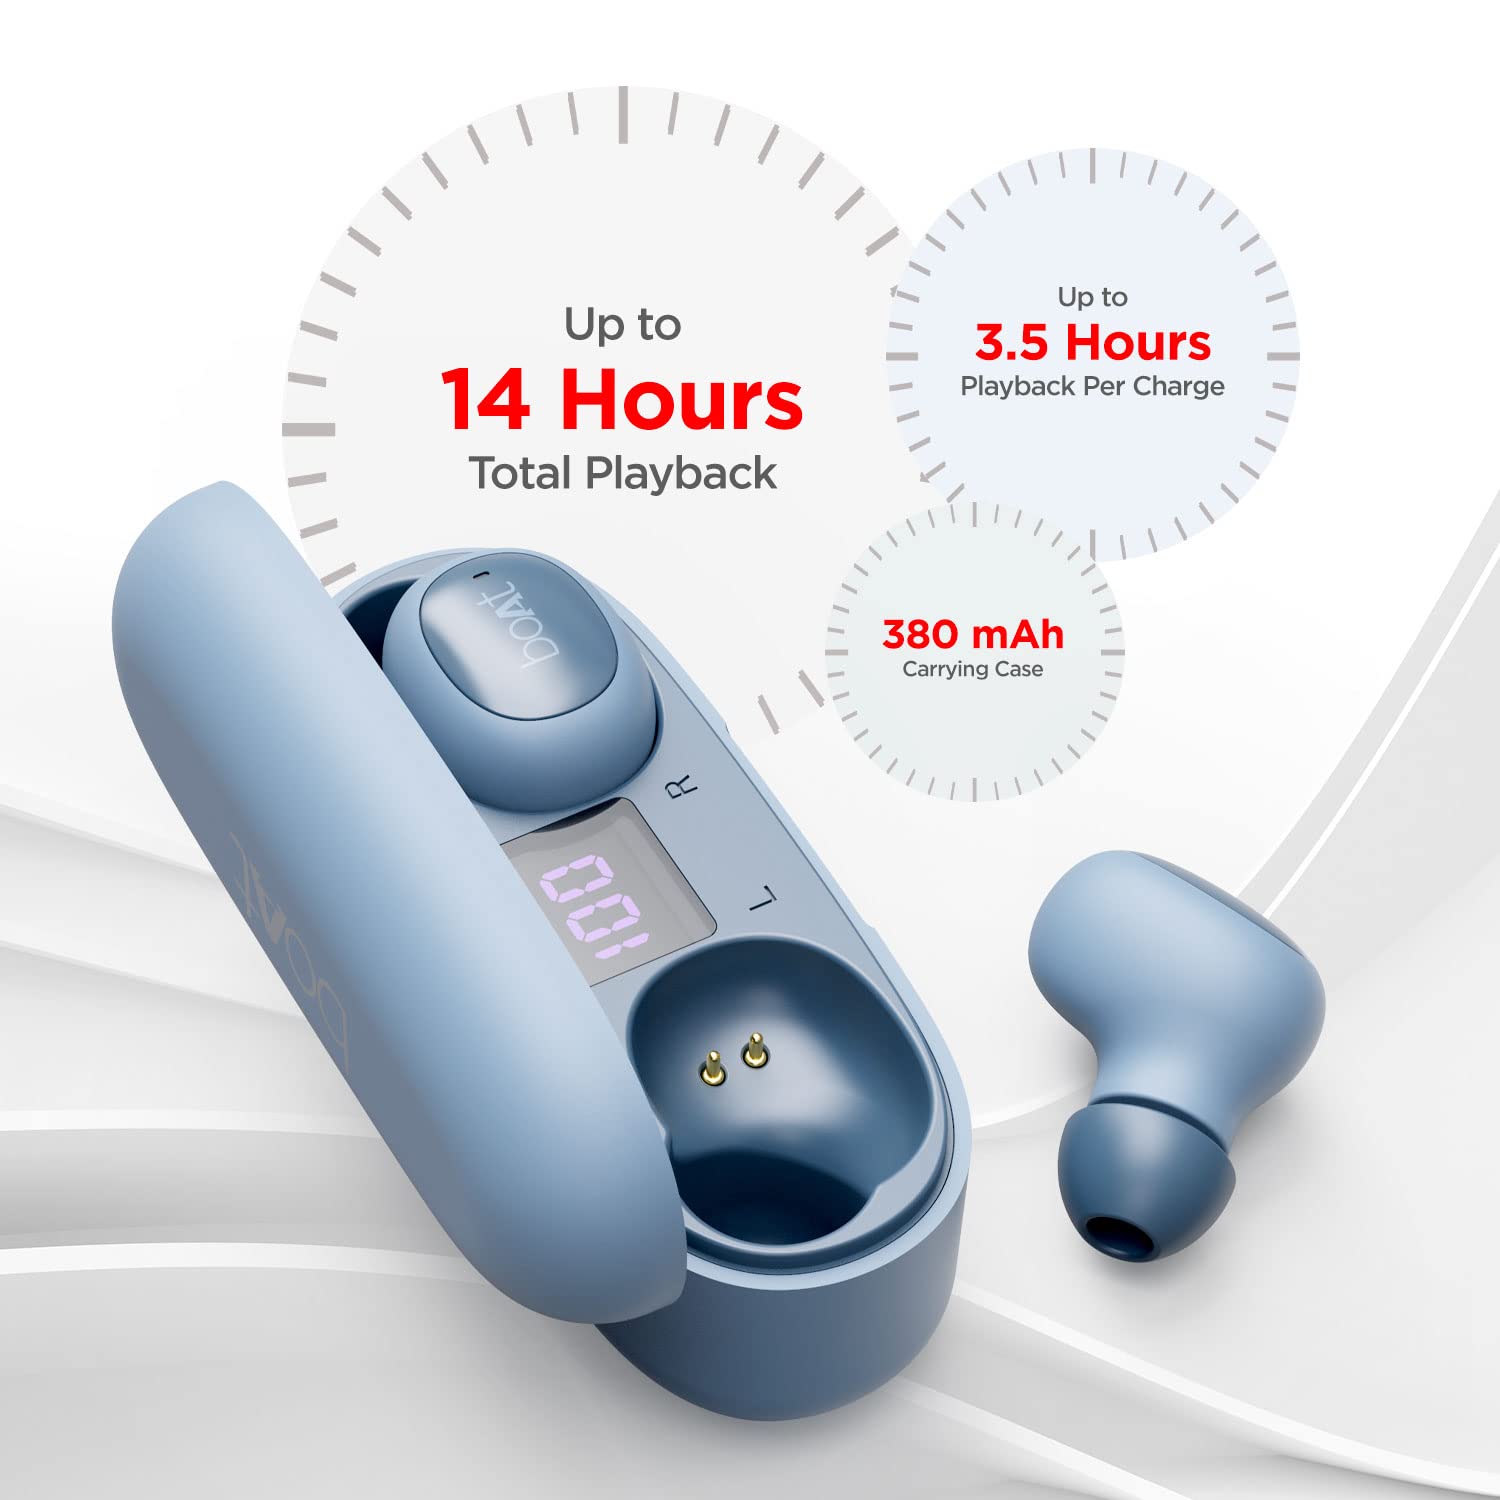 Up to
14 Hours
Total Playback
Up to
3.5 Hours
Playback Per Charge
380 mAh
Carrying Case
boAt
R
100
L
boAt